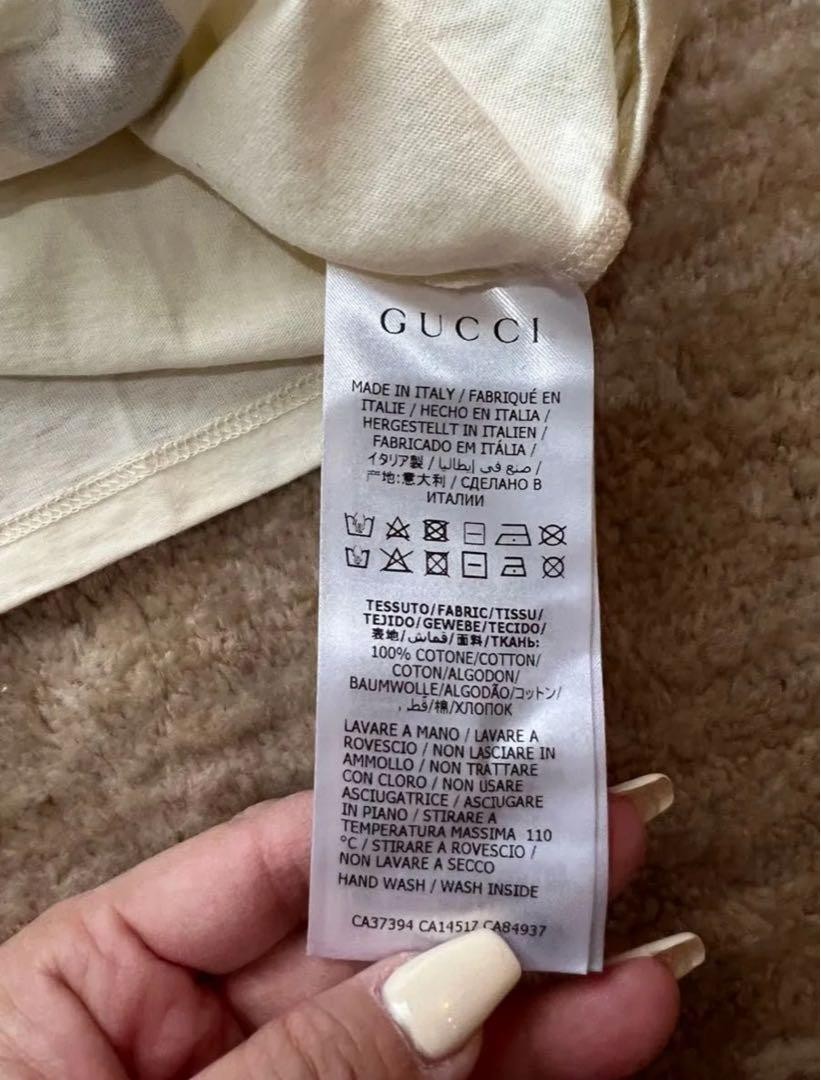 GUCCI
MADE IN ITALY / FABRIQUÉ EN
ITALIE / HECHO EN ITALIA /
HERGESTELLT IN ITALIEN /
FABRICADO EM ITÁLIA /
イタリア製 / صنع في إيطاليا /
产地:意大利 / СДЕЛАНО В
ИТАЛИИ
TESSUTO/FABRIC/TISSU/
TEJIDO/GEWEBE/TECIDO/
表地/قماش/面料/ТКАНЬ:
100% COTONE/COTTON/
COTON/ALGODON/
BAUMWOLLE/ALGODÃO/コットン/
قطن/棉/ХЛОПОК
LAVARE A MANO / LAVARE A
ROVESCIO / NON LASCIARE IN
AMMOLLO / NON TRATTARE
CON CLORO / NON USARE
ASCIUGATRICE / ASCIUGARE
IN PIANO / STIRARE A
TEMPERATURA MASSIMA 110
°C / STIRARE A ROVESCIO /
NON LAVARE A SECCO
HAND WASH / WASH INSIDE
CA37394 CA14517 CA84937